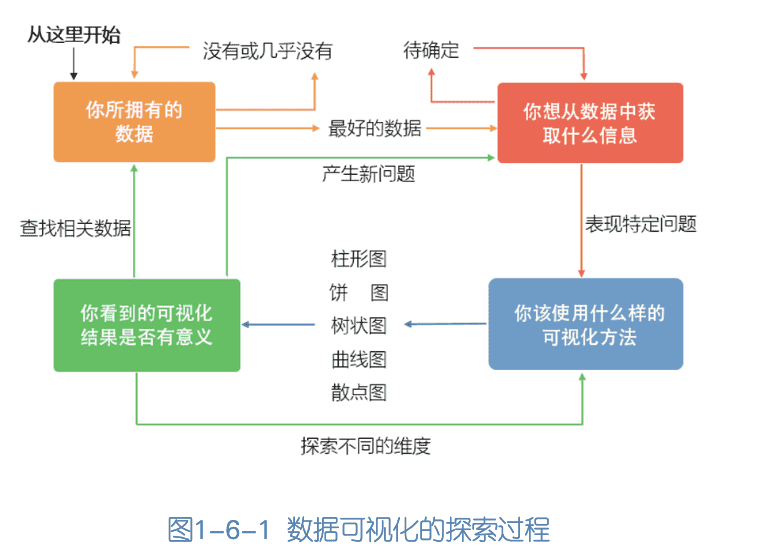 从这里开始
没有或几乎没有
待确定
你所拥有的
数据
最好的数据
你想从数据中获
取什么信息
产生新问题
查找相关数据
表现特定问题
柱形图
饼 图
树状图
曲线图
散点图
你看到的可视化
结果是否有意义
你该使用什么样的
可视化方法
探索不同的维度
图1-6-1 数据可视化的探索过程